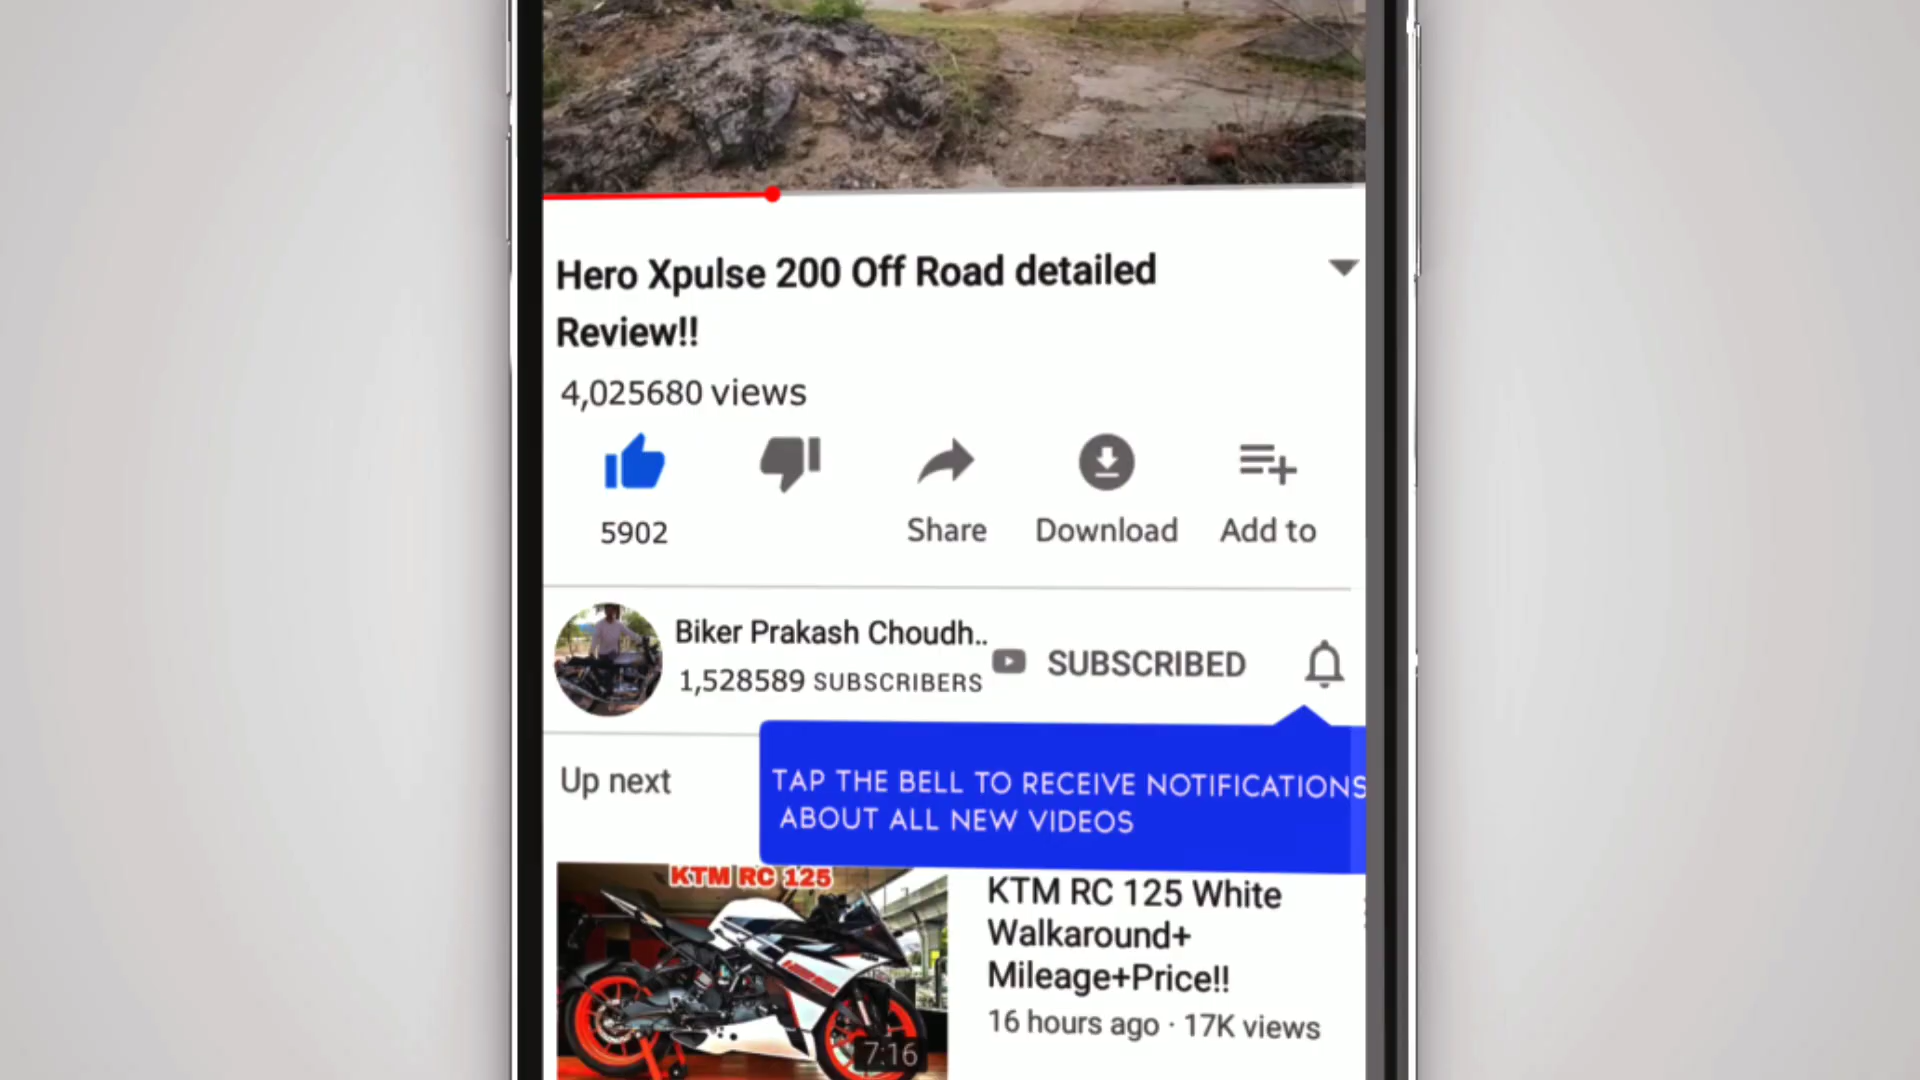 Hero Xpulse 200 Off Road detailed
Review!!
4,025680 views
5902
Share
Download
Add to
Biker Prakash Choudh..
1,528589 SUBSCRIBERS
SUBSCRIBED
TAP THE BELL TO RECEIVE NOTIFICATIONS
ABOUT ALL NEW VIDEOS
Up next
KTM RC 125
7:16
KTM RC 125 White
Walkaround+
Mileage+Price!!
16 hours ago · 17K views